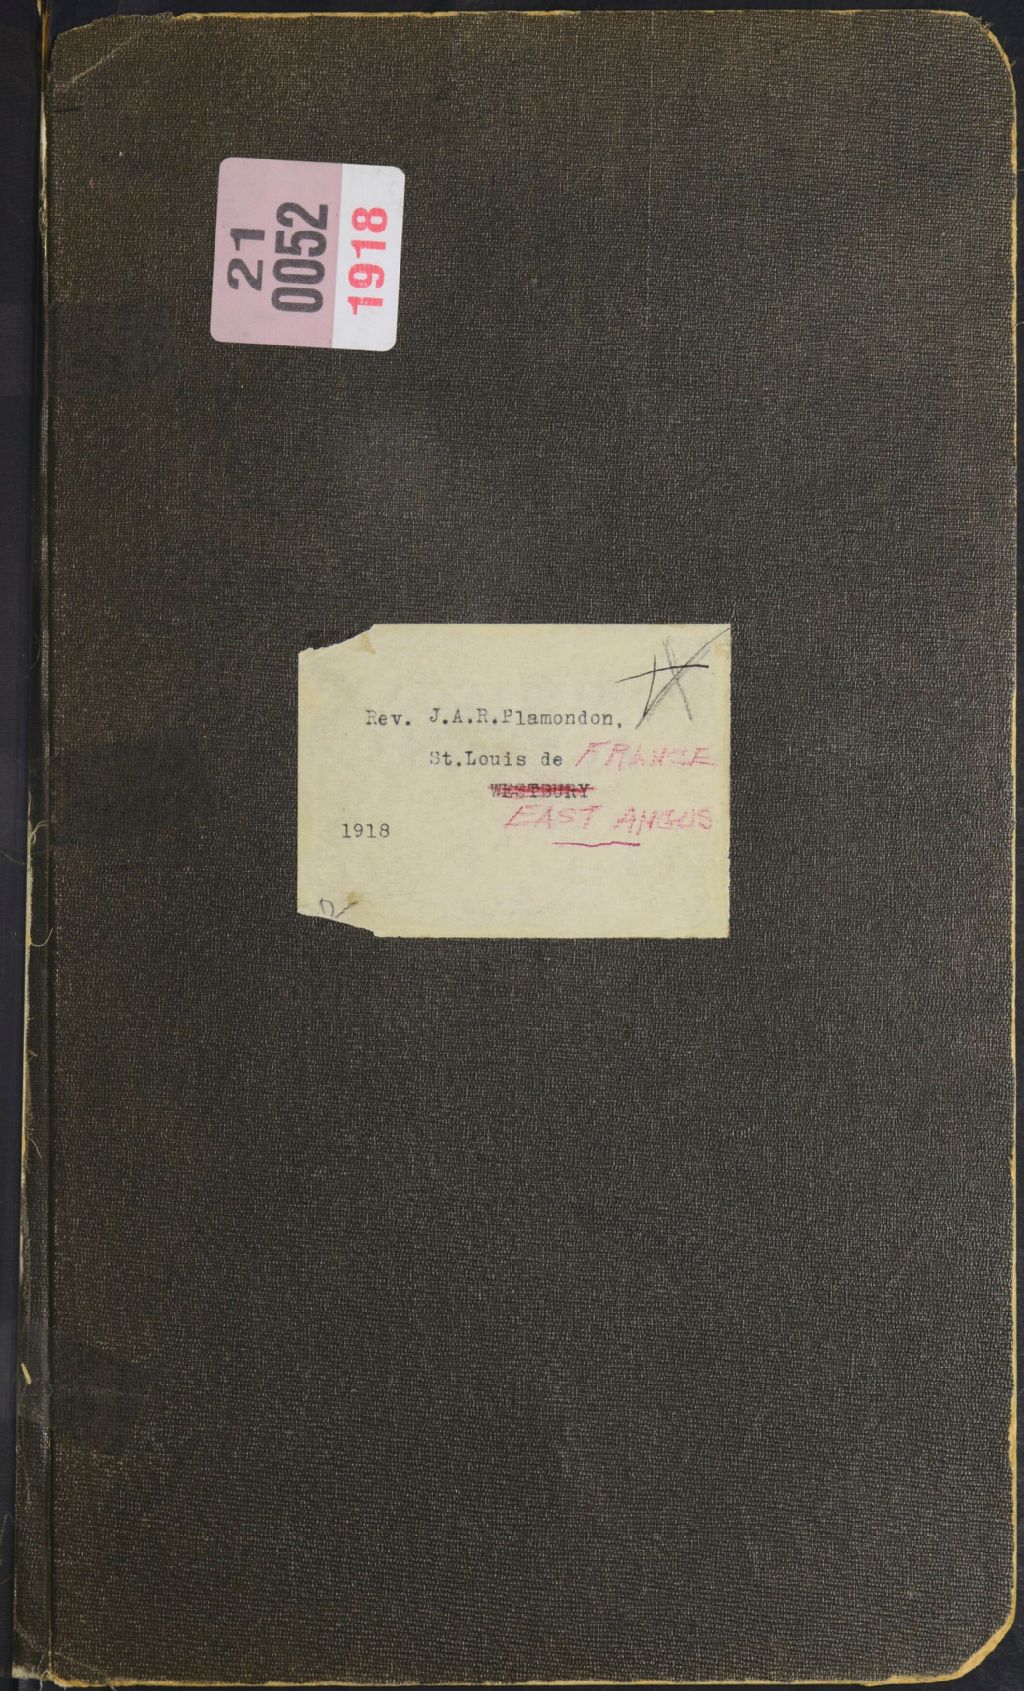 21
0052
1918
Rev. J.A.R.Plamondon,
St.Louis de FRANCE
WESTBURY
EAST ANGUS
1918